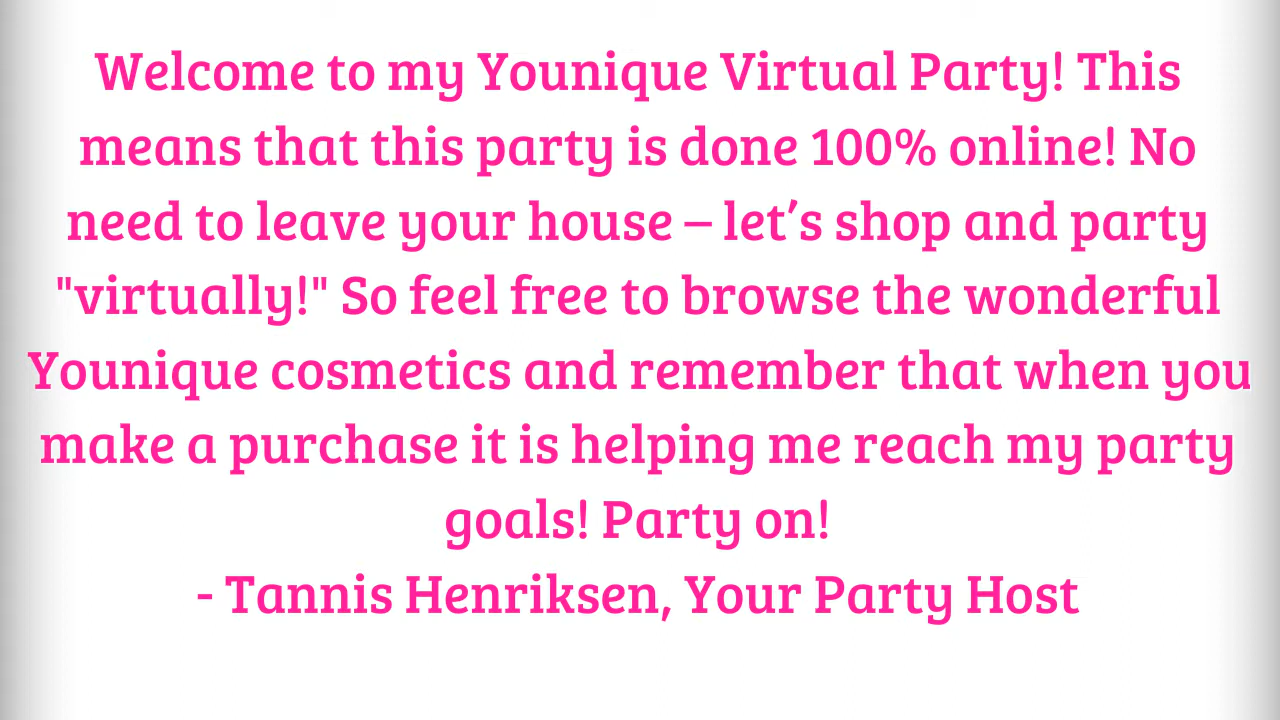 Welcome to my Younique Virtual Party! This
means that this party is done 100% online! No
need to leave your house – let’s shop and party
"virtually!" So feel free to browse the wonderful
Younique cosmetics and remember that when you
make a purchase it is helping me reach my party
goals! Party on!
- Tannis Henriksen, Your Party Host